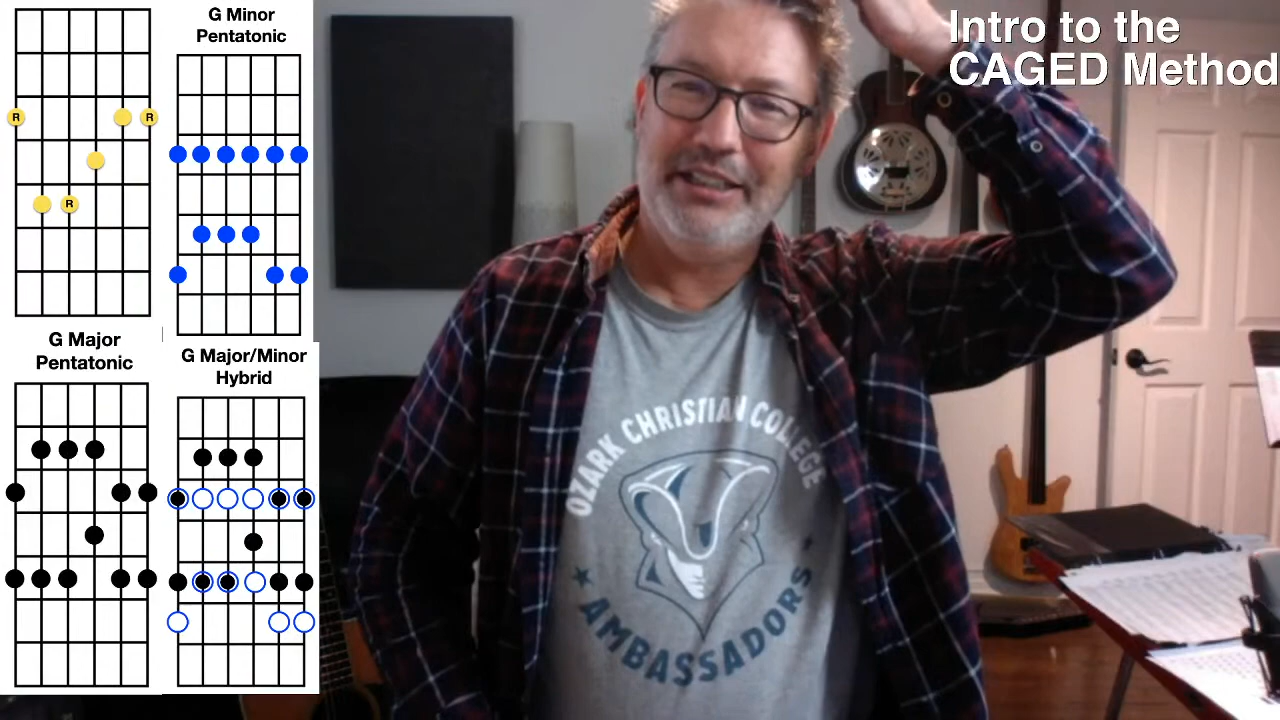 R
R
R
G Minor
Pentatonic
G Major
Pentatonic
G Major/Minor
Hybrid
Intro to the
CAGED Method
OZARK CHRISTIAN COLLEGE
AMBASSADORS